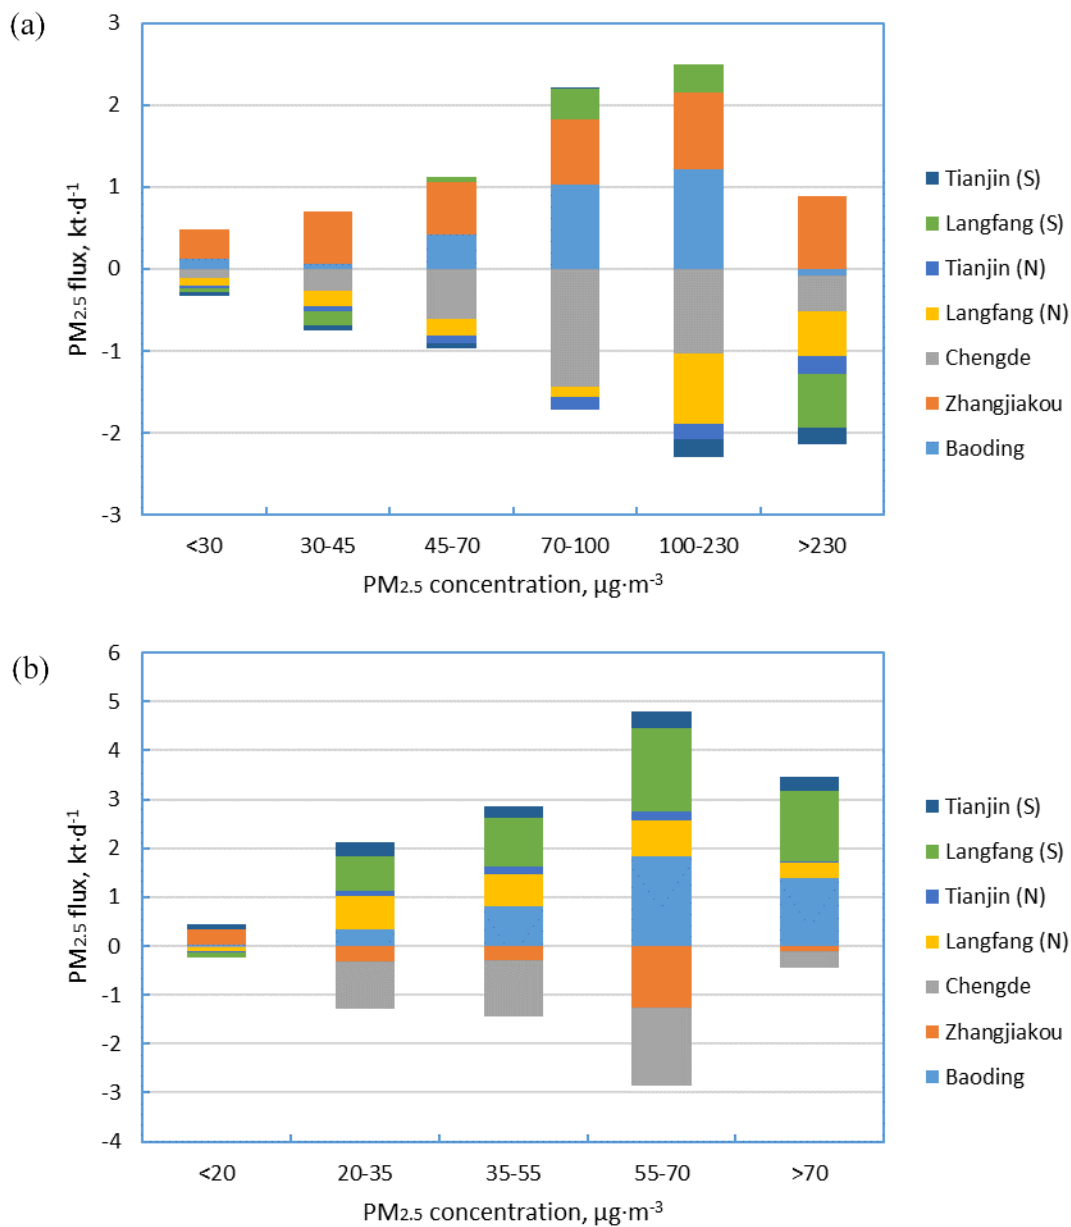 (a)
PM2.5 flux, kt·d-1
3
2
1
0
-1
-2
-3
<30 30-45 45-70 70-100 100-230 >230
PM2.5 concentration, µg·m-3
Tianjin (S)
Langfang (S)
Tianjin (N)
Langfang (N)
Chengde
Zhangjiakou
Baoding
(b)
PM2.5 flux, kt·d-1
6
5
4
3
2
1
0
-1
-2
-3
-4
<20 20-35 35-55 55-70 >70
PM2.5 concentration, µg·m-3
Tianjin (S)
Langfang (S)
Tianjin (N)
Langfang (N)
Chengde
Zhangjiakou
Baoding